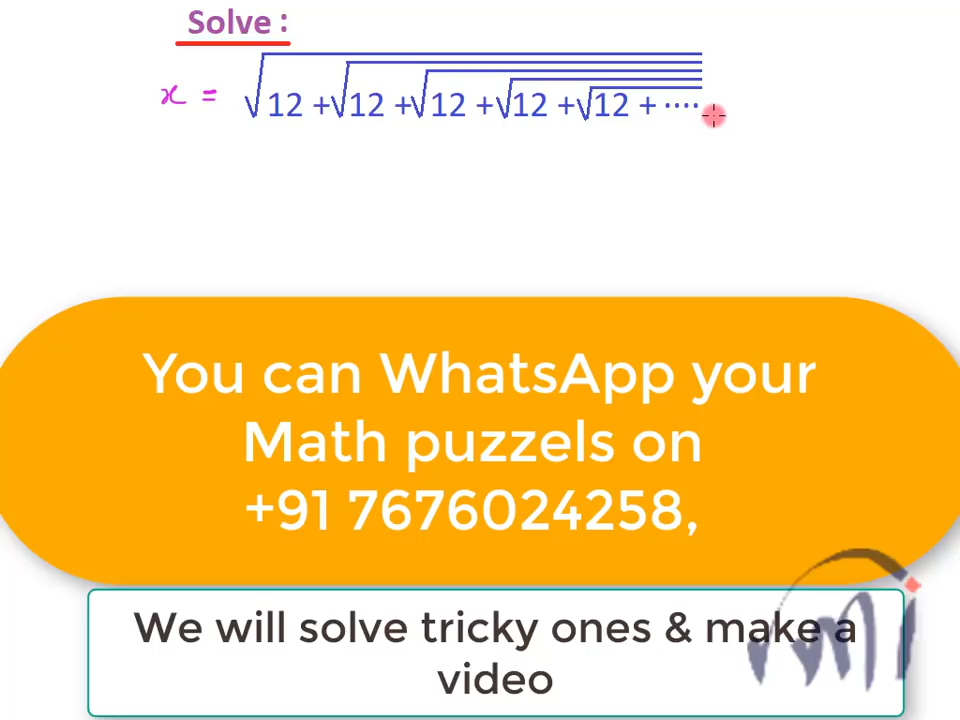 Solve :
x = √12 + √12 + √12 + √12 + √12 + ····
You can WhatsApp your
Math puzzels on
+91 7676024258,
We will solve tricky ones & make a
video